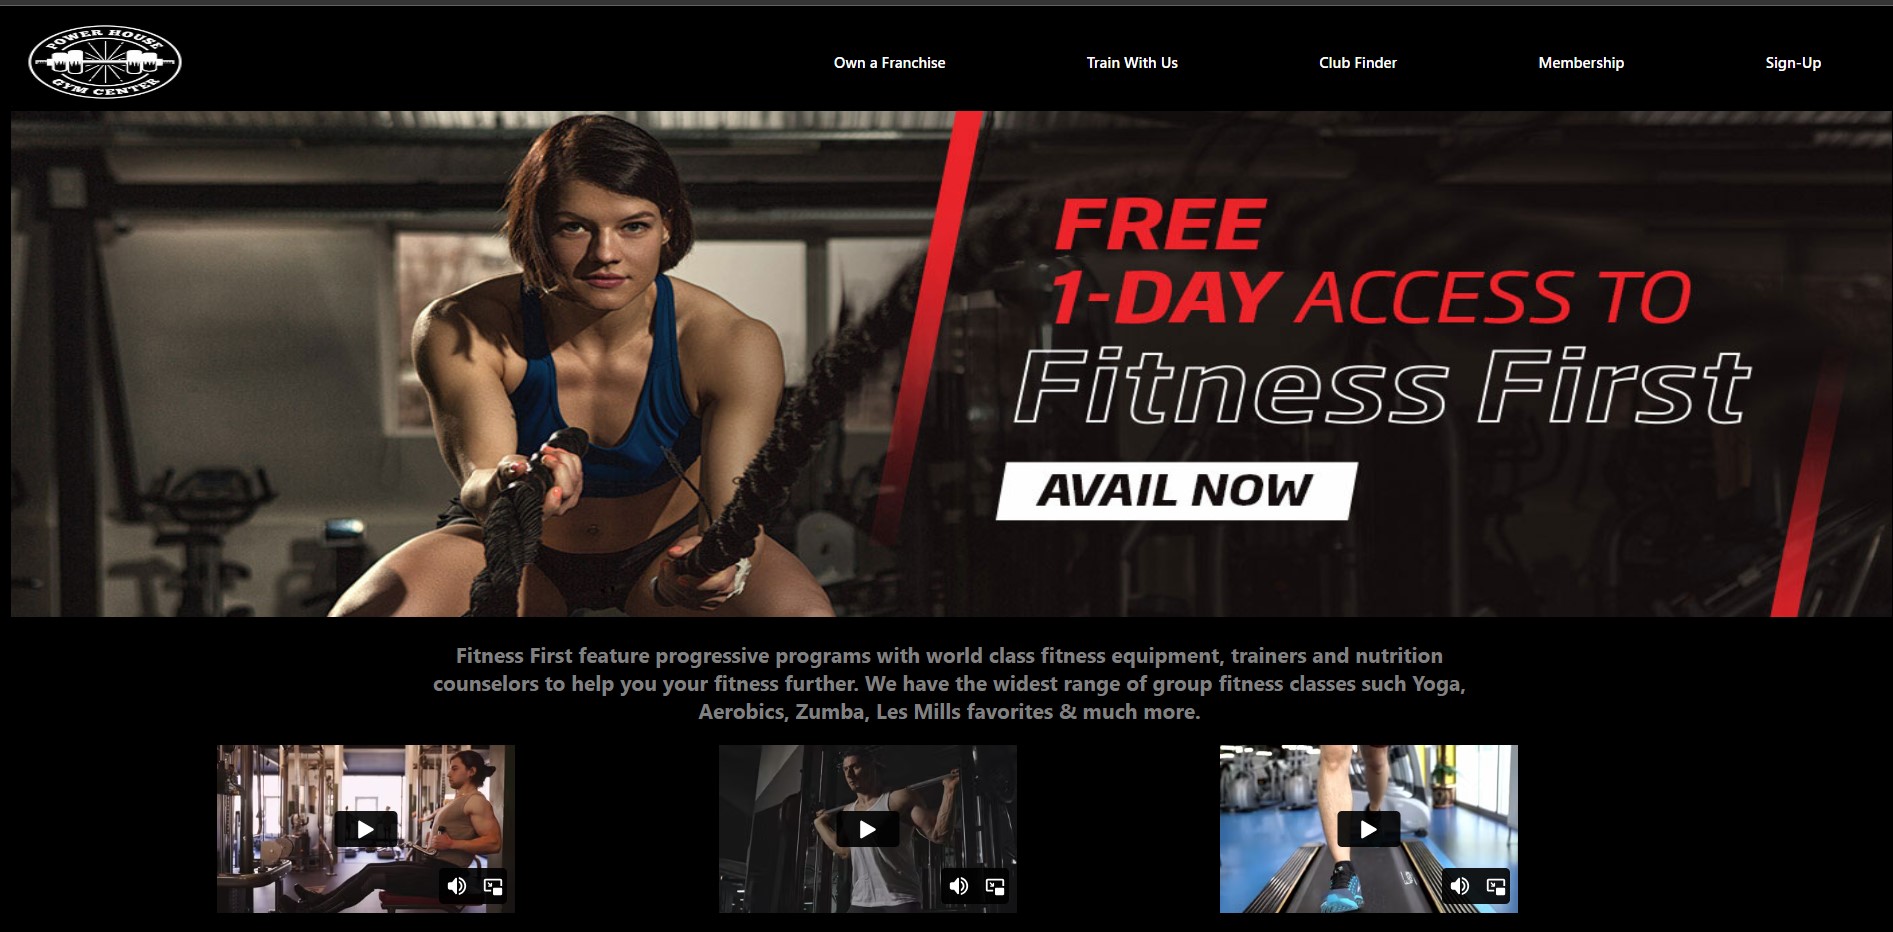 POWER HOUSE
GYM CENTER
Own a Franchise
Train With Us
Club Finder
Membership
Sign-Up
FREE
1-DAY ACCESS TO
Fitness First
AVAIL NOW
Fitness First feature progressive programs with world class fitness equipment, trainers and nutrition
counselors to help you your fitness further. We have the widest range of group fitness classes such Yoga,
Aerobics, Zumba, Les Mills favorites & much more.